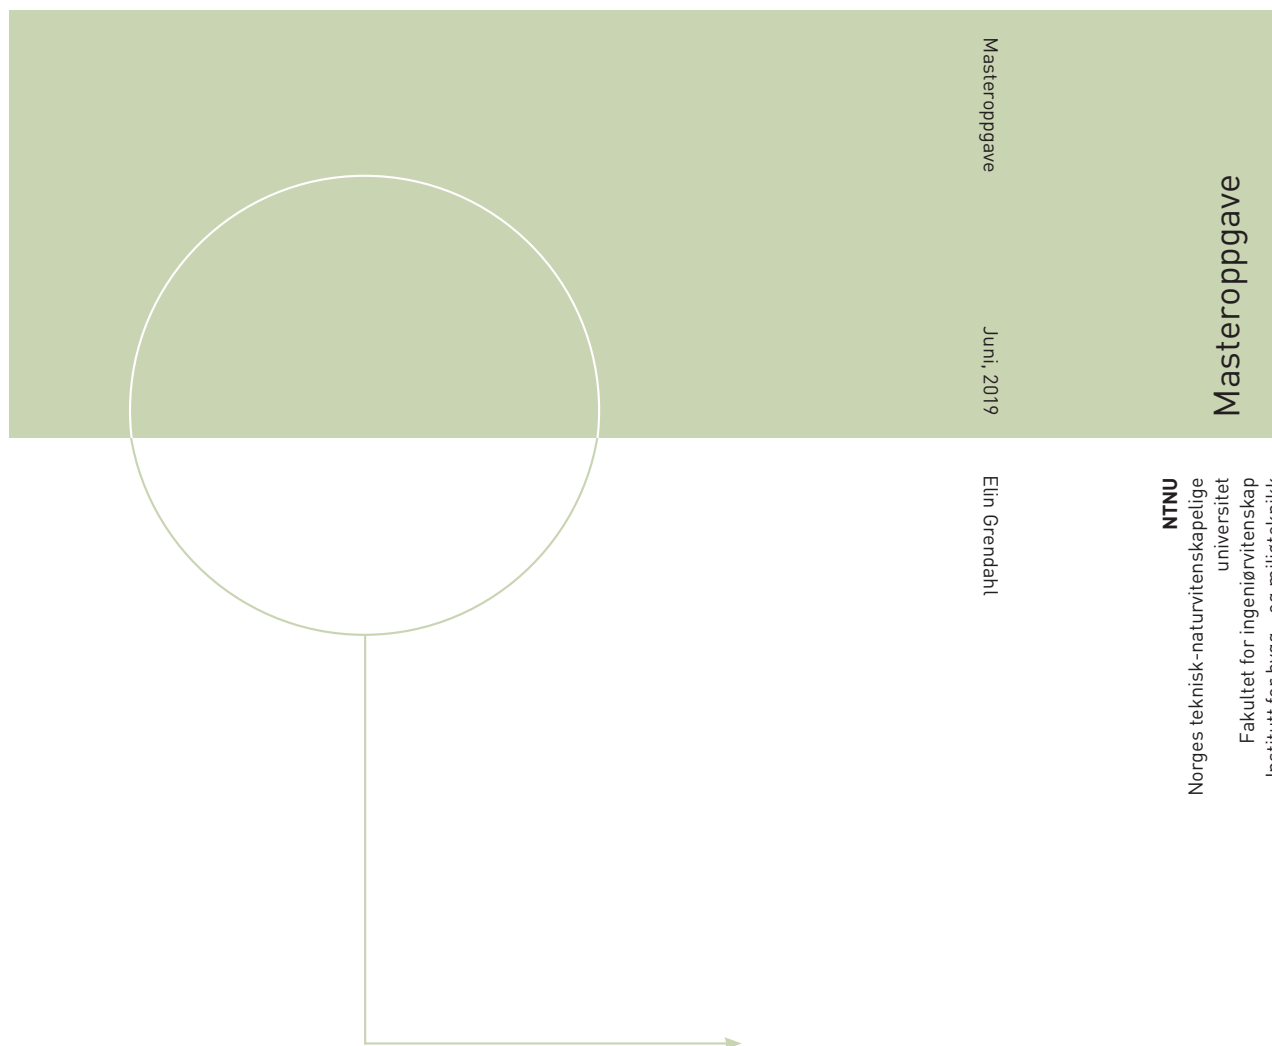 Masteroppgave
Juni, 2019
Elin Grendahl
Masteroppgave
NTNU
Norges teknisk-naturvitenskapelige
universitet
Fakultet for ingeniørvitenskap